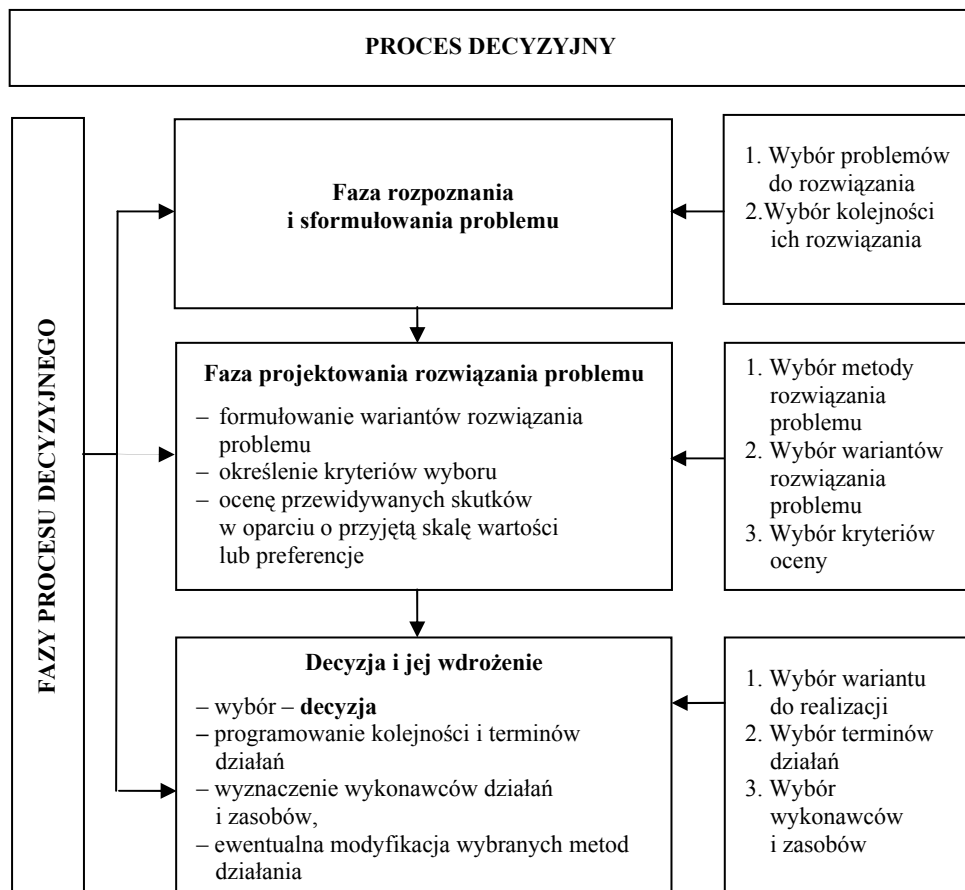 PROCES DECYZYJNY
FAZY PROCESU DECYZYJNEGO
Faza rozpoznania
i sformułowania problemu
1. Wybór problemów
do rozwiązania
2.Wybór kolejności
ich rozwiązania
Faza projektowania rozwiązania problemu
– formułowanie wariantów rozwiązania
problemu
– określenie kryteriów wyboru
– ocenę przewidywanych skutków
w oparciu o przyjętą skalę wartości
lub preferencje
1. Wybór metody
rozwiązania
problemu
2. Wybór wariantów
rozwiązania
problemu
3. Wybór kryteriów
oceny
Decyzja i jej wdrożenie
– wybór – decyzja
– programowanie kolejności i terminów
działań
– wyznaczenie wykonawców działań
i zasobów,
– ewentualna modyfikacja wybranych metod
działania
1. Wybór wariantu
do realizacji
2. Wybór terminów
działań
3. Wybór
wykonawców
i zasobów